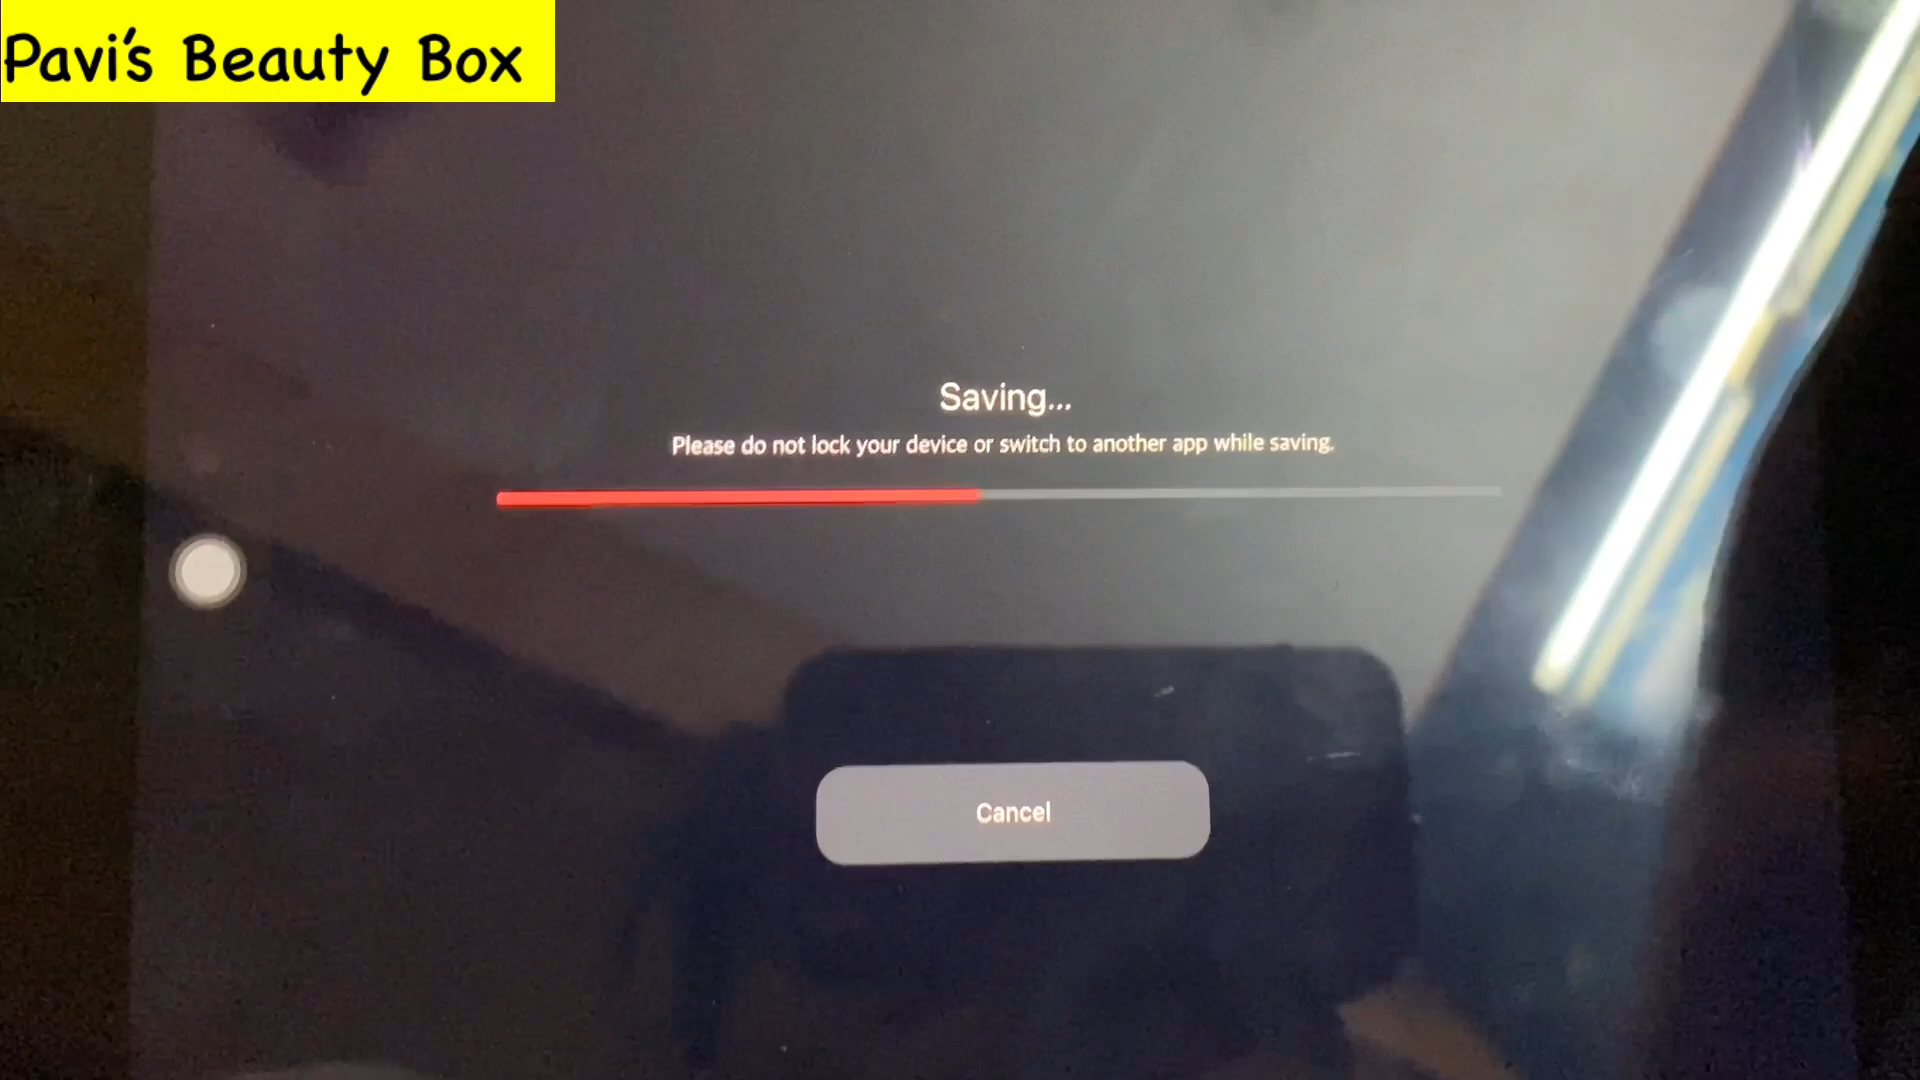 Pavi's Beauty Box
Saving...
Please do not lock your device or switch to another app while saving.
Cancel